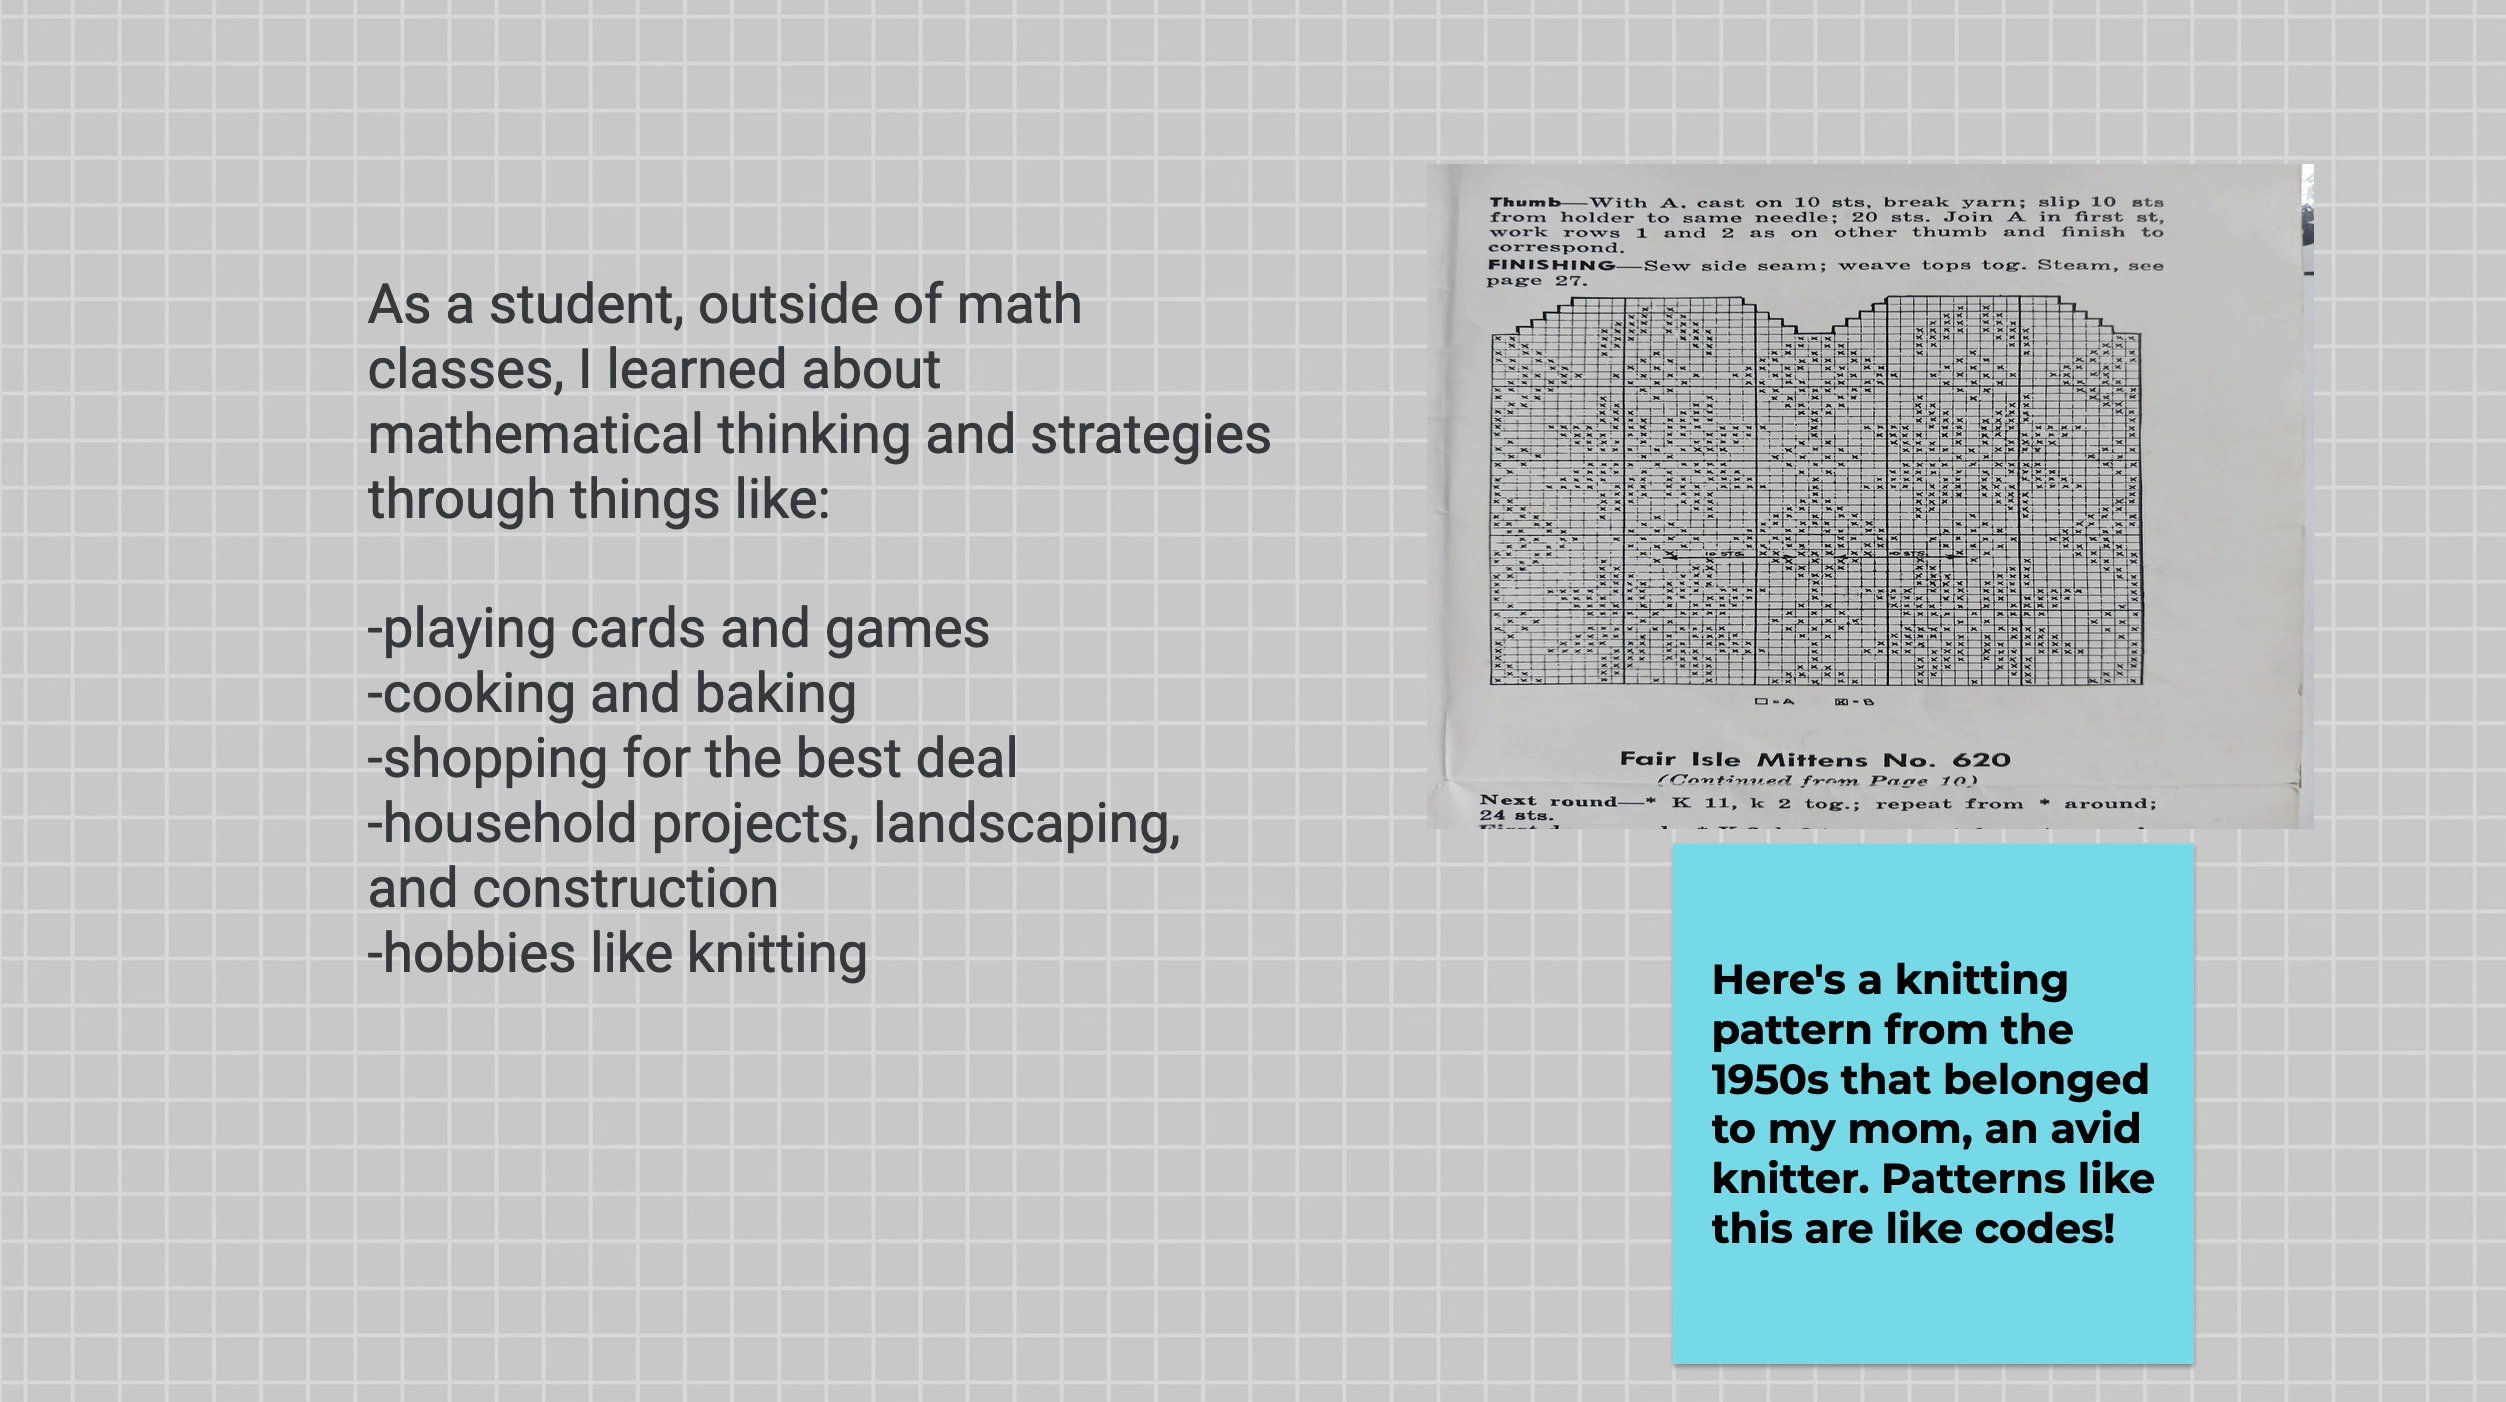 As a student, outside of math
classes, I learned about
mathematical thinking and strategies
through things like:
-playing cards and games
-cooking and baking
-shopping for the best deal
-household projects, landscaping,
and construction
-hobbies like knitting
Thumb—With A, cast on 10 sts, break yarn; slip 10 sts
from holder to same needle; 20 sts. Join A in first st,
work rows 1 and 2 as on other thumb and finish to
correspond.
FINISHING—Sew side seam; weave tops tog. Steam, see
page 27.
10 STS. 10 STS.
=A =B
Fair Isle Mittens No. 620
(Continued from Page 10)
Next round—* K 11, k 2 tog.; repeat from * around;
24 sts.
Here's a knitting
pattern from the
1950s that belonged
to my mom, an avid
knitter. Patterns like
this are like codes!